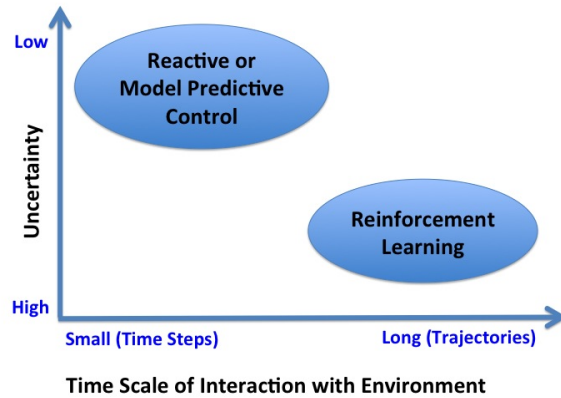 Low
Reactive or
Model Predictive
Control
Uncertainty
Reinforcement
Learning
High
Small (Time Steps)
Long (Trajectories)
Time Scale of Interaction with Environment